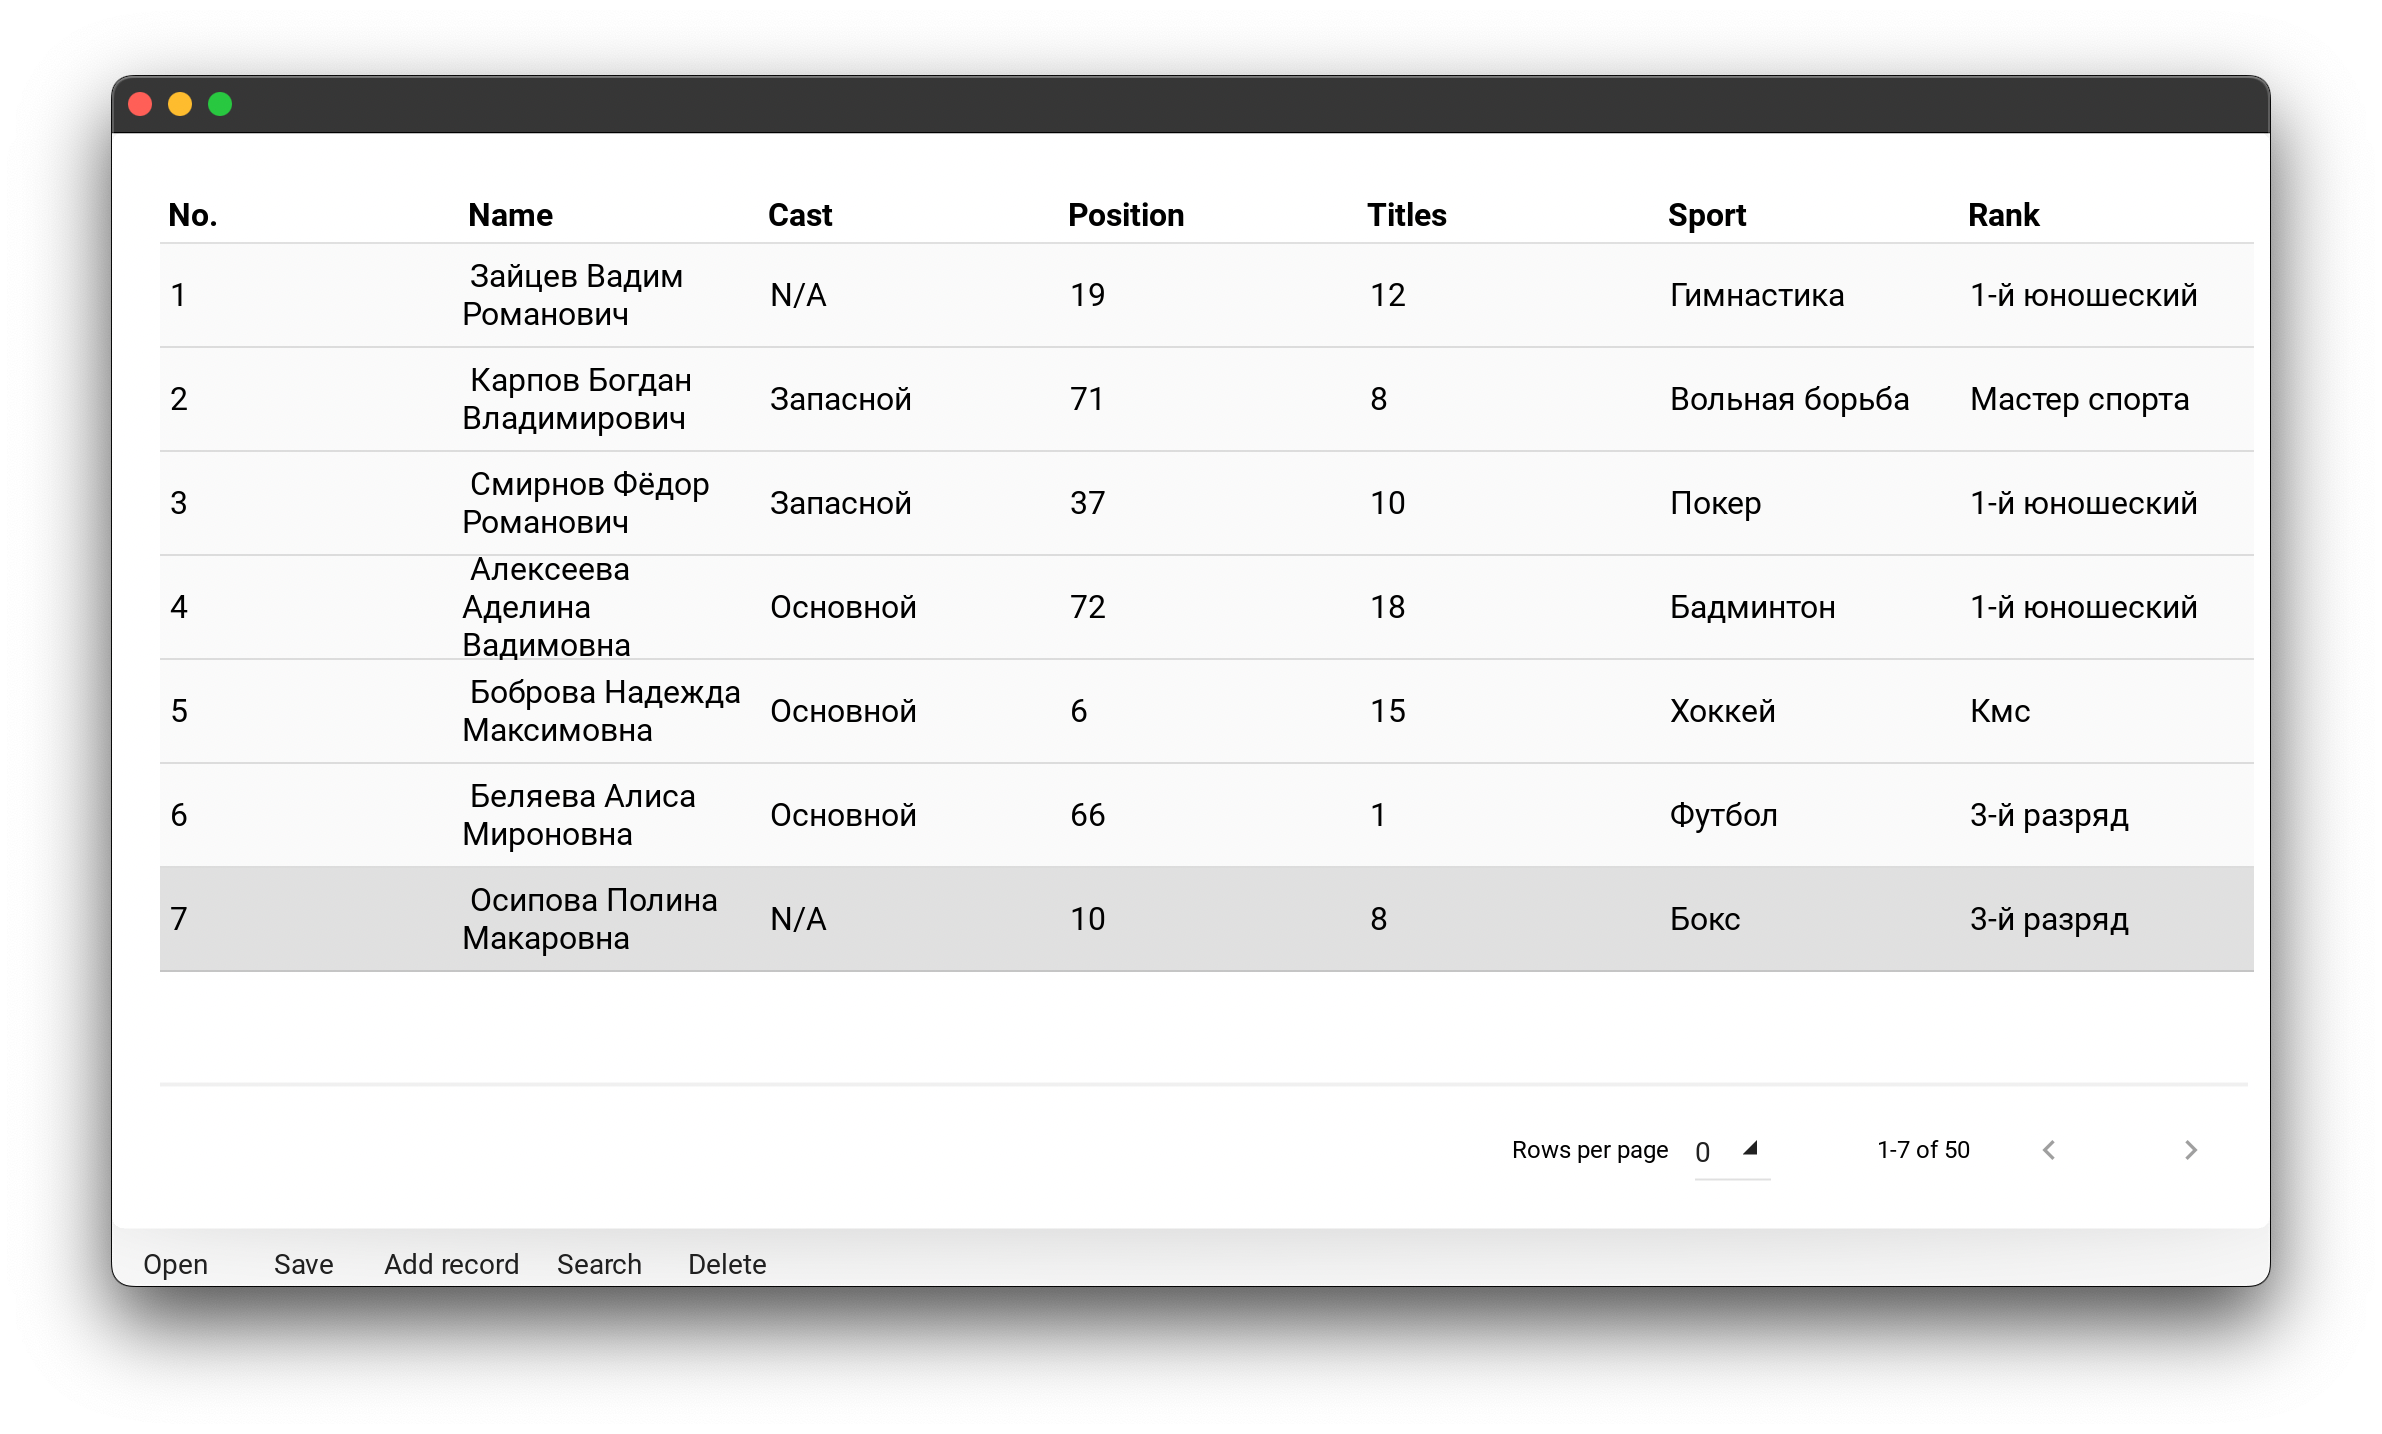 No. Name Cast Position Titles Sport Rank
1 Зайцев Вадим Романович N/A 19 12 Гимнастика 1-й юношеский
2 Карпов Богдан Владимирович Запасной 71 8 Вольная борьба Мастер спорта
3 Смирнов Фёдор Романович Запасной 37 10 Покер 1-й юношеский
4 Алексеева Аделина Вадимовна Основной 72 18 Бадминтон 1-й юношеский
5 Боброва Надежда Максимовна Основной 6 15 Хоккей Кмс
6 Беляева Алиса Мироновна Основной 66 1 Футбол 3-й разряд
7 Осипова Полина Макаровна N/A 10 8 Бокс 3-й разряд
Rows per page 0 1-7 of 50
Open Save Add record Search Delete